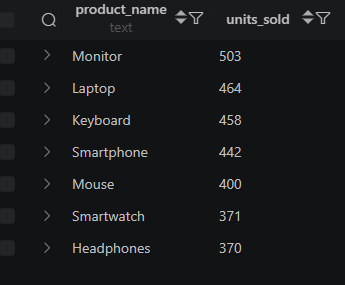 product_name units_sold
text
Monitor 503
Laptop 464
Keyboard 458
Smartphone 442
Mouse 400
Smartwatch 371
Headphones 370